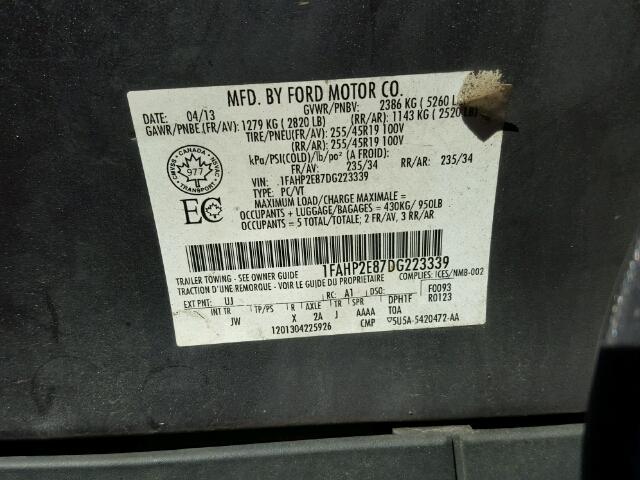 MFD. BY FORD MOTOR CO.
DATE: 04/13 GVWR/PNBV: 2386 KG ( 5260 L
GAWR/PNBE(FR/AV): 1279 KG ( 2820 LB) (RR/AR): 1143 KG ( 2520 LB)
TIRE/PNEU(FR/AV): 255/45R19 100V
(RR/AR): 255/45R19 100V
kPa/PSI(COLD)/lb/po² (A FROID):
FR/AV: 235/34 RR/AR: 235/34
VIN: 1FAHP2E87DG223339
TYPE: PC/VT
MAXIMUM LOAD/CHARGE MAXIMALE =
OCCUPANTS + LUGGAGE/BAGAGES = 430KG/ 950LB
OCCUPANTS = 5 TOTAL/TOTALE; 2 FR/AV, 3 RR/AR
CANADA
977
TRANSPORT
EC
1FAHP2E87DG223339
TRAILER TOWING - SEE OWNER GUIDE
TRACTION D'UNE REMORQUE - VOIR LE GUIDE DU PROPRIETAIRE ICES/NMB-002
EXT PNT: UJ RC: A1 DSO: F0093
INT TR TP/PS R AXLE TR SPR DPHTF R0123
JW X 2A J AAAA TOA
1201304225926 CMP 5U5A-5420472-AA